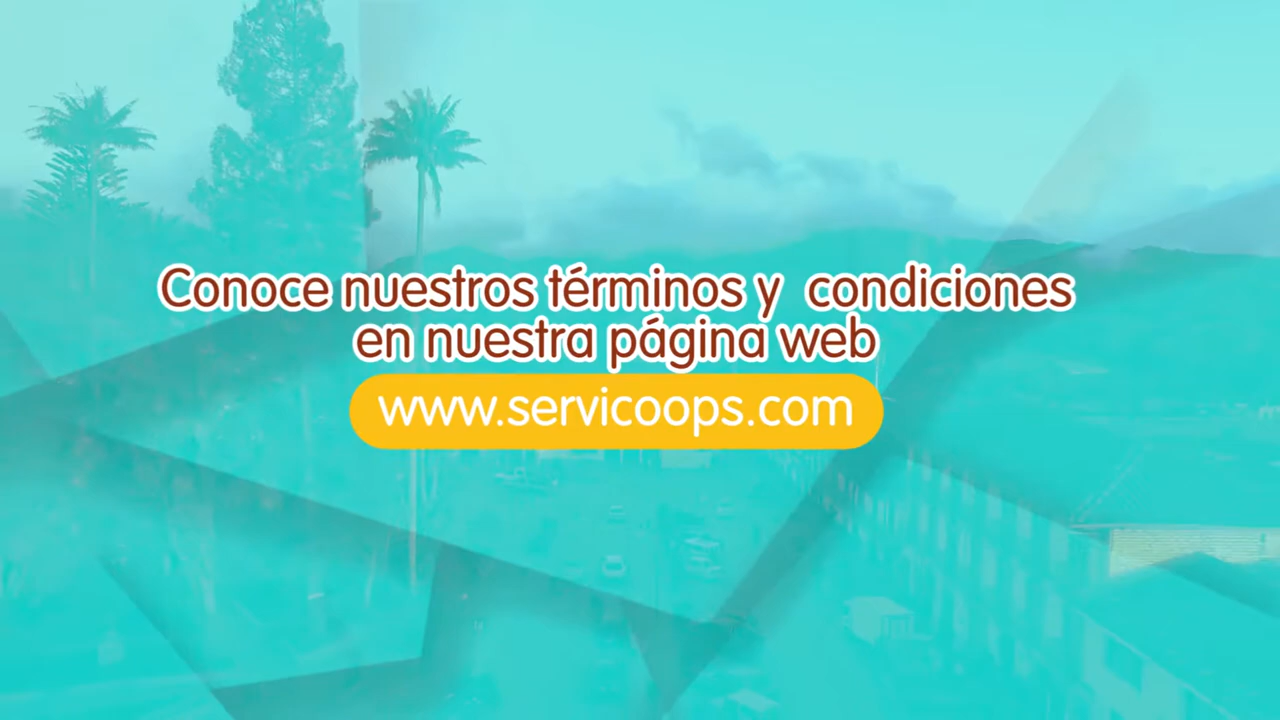 Conoce nuestros términos y condiciones
en nuestra página web
www.servicoops.com